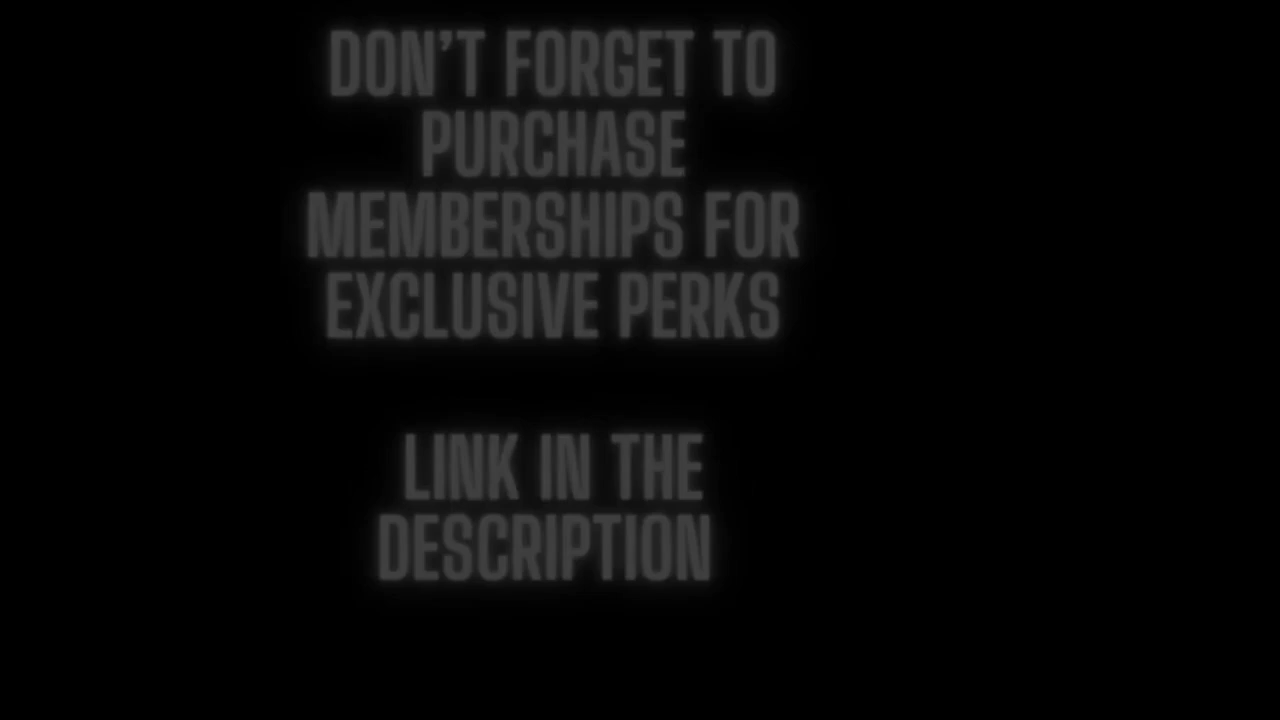 DON'T FORGET TO
PURCHASE
MEMBERSHIPS FOR
EXCLUSIVE PERKS
LINK IN THE
DESCRIPTION